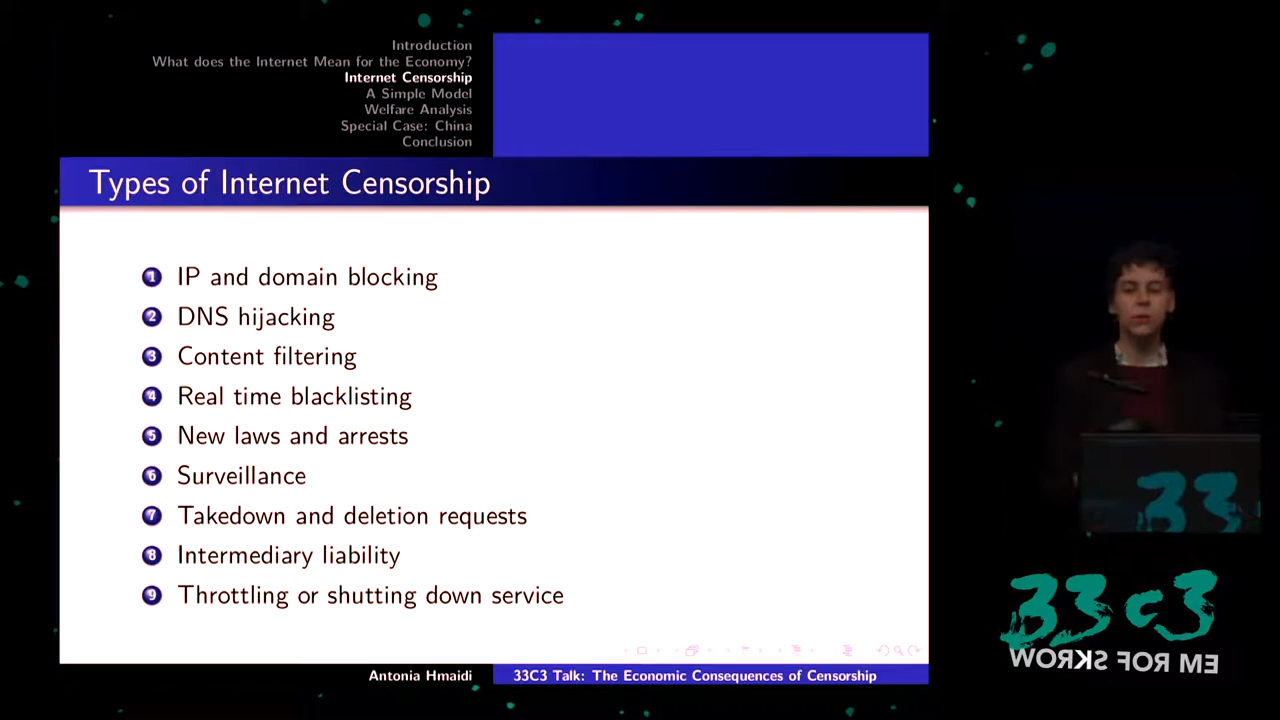 Introduction
What does the Internet Mean for the Economy?
Internet Censorship
A Simple Model
Welfare Analysis
Special Case: China
Conclusion
Types of Internet Censorship
1 IP and domain blocking
2 DNS hijacking
3 Content filtering
4 Real time blacklisting
5 New laws and arrests
6 Surveillance
7 Takedown and deletion requests
8 Intermediary liability
9 Throttling or shutting down service
Antonia Hmaidi
33C3 Talk: The Economic Consequences of Censorship
33
33c3
WORKS FOR ME